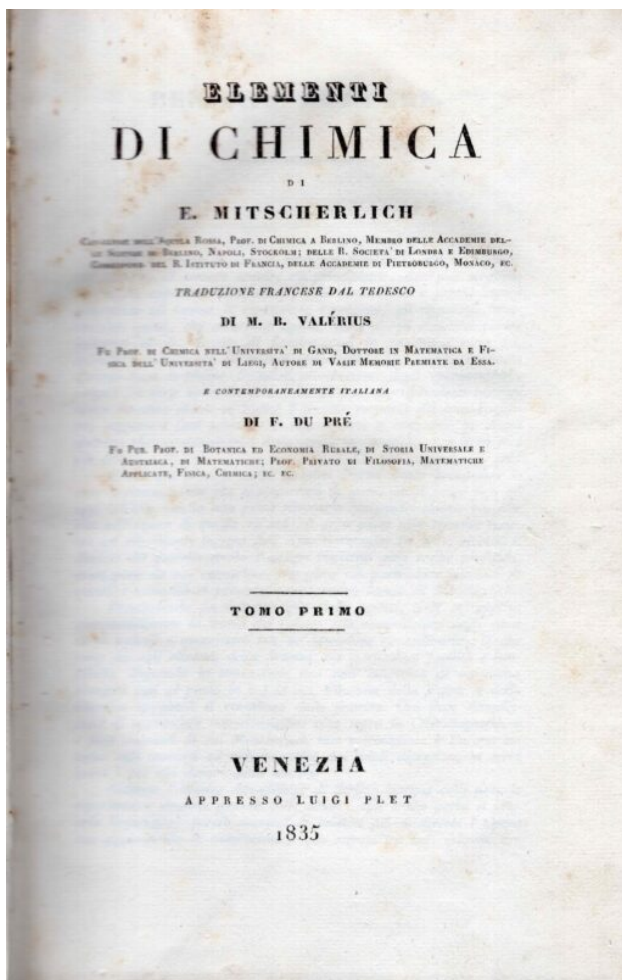 ELEMENTI
DI CHIMICA
DI
E. MITSCHERLICH
CAVALIERE DELL'AQUILA ROSSA, PROF. DI CHIMICA A BERLINO, MEMBRO DELLE ACCADEMIE DEL-
LE SCIENZE DI BERLINO, NAPOLI, STOCKOLM; DELLE R. SOCIETA' DI LONDRA E EDIMBURGO,
CORRISPOND. DEL R. ISTITUTO DI FRANCIA, DELLE ACCADEMIE DI PIETROBURGO, MONACO, EC.
TRADUZIONE FRANCESE DAL TEDESCO
DI M. B. VALÉRIUS
FU PROF. DI CHIMICA NELL'UNIVERSITA' DI GAND, DOTTORE IN MATEMATICA E FI-
SICA DELL'UNIVERSITA' DI LIEGI, AUTORE DI VARIE MEMORIE PREMIATE DA ESSA.
E CONTEMPORANEAMENTE ITALIANA
DI F. DU PRÉ
FU PUB. PROF. DI BOTANICA ED ECONOMIA RURALE, DI STORIA UNIVERSALE E
AUSTRIACA, DI MATEMATICHE; PROF. PRIVATO DI FILOSOFIA, MATEMATICHE
APPLICATE, FISICA, CHIMICA; EC. EC.
TOMO PRIMO
VENEZIA
APPRESSO LUIGI PLET
1835